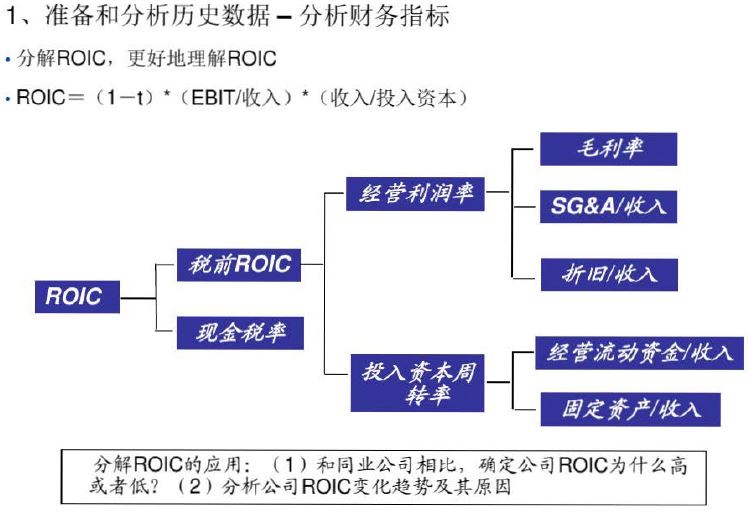 1、准备和分析历史数据 – 分析财务指标
• 分解ROIC，更好地理解ROIC
• ROIC＝（1－t）*（EBIT/收入）*（收入/投入资本）
毛利率
经营利润率
SG&A/收入
税前ROIC
折旧/收入
ROIC
现金税率
经营流动资金/收入
投入资本周
转率
固定资产/收入
分解ROIC的应用：（1）和同业公司相比，确定公司ROIC为什么高
或者低？（2）分析公司ROIC变化趋势及其原因